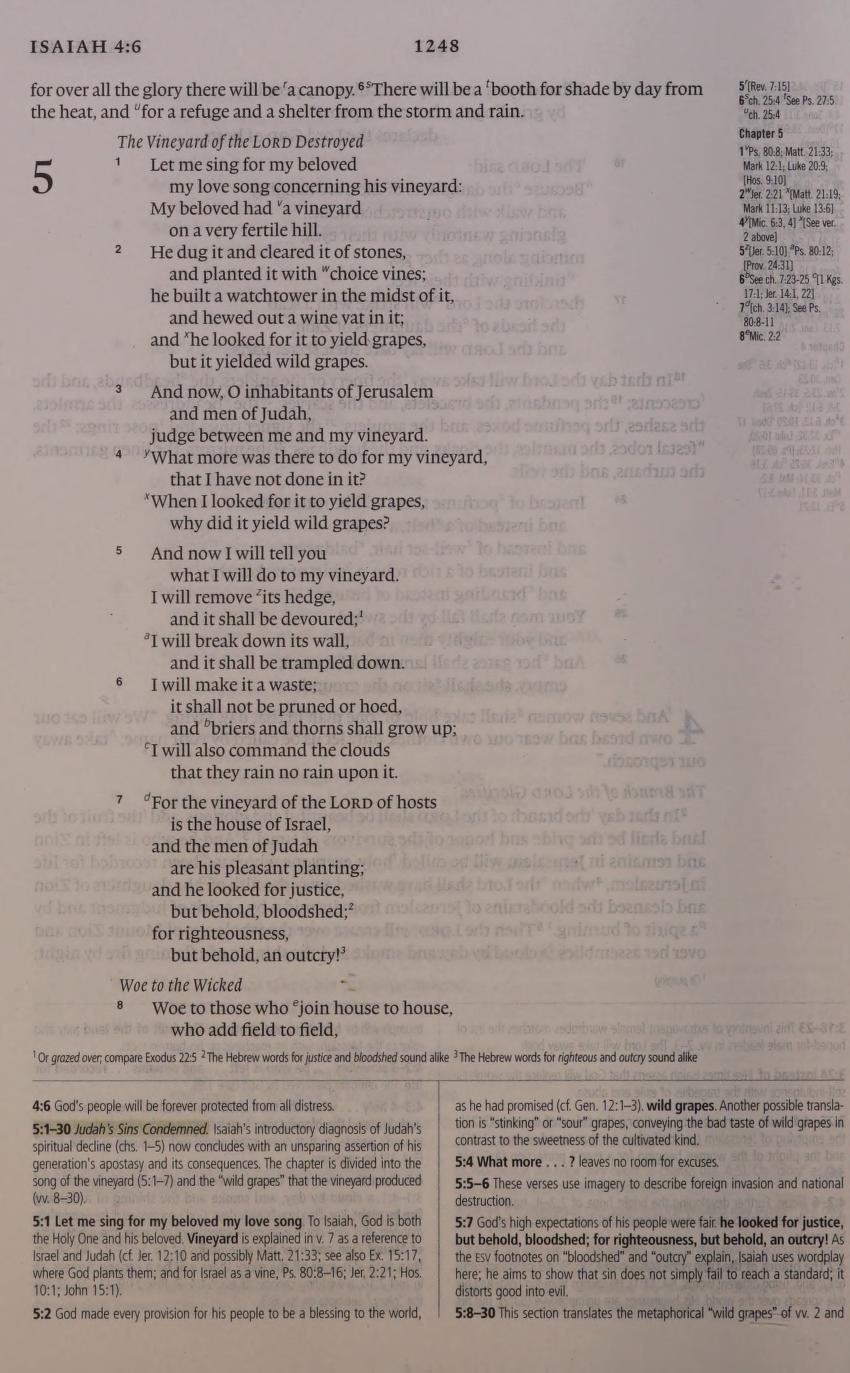 ISAIAH 4:6
1248
for over all the glory there will be ʳa canopy. ⁶ ˢThere will be a ᵗbooth for shade by day from
the heat, and ᵘfor a refuge and a shelter from the storm and rain.
The Vineyard of the LORD Destroyed
5
1 Let me sing for my beloved
my love song concerning his vineyard:
My beloved had ᵛa vineyard
on a very fertile hill.
2 He dug it and cleared it of stones,
and planted it with ʷchoice vines;
he built a watchtower in the midst of it,
and hewed out a wine vat in it;
and ˣhe looked for it to yield grapes,
but it yielded wild grapes.
3 And now, O inhabitants of Jerusalem
and men of Judah,
judge between me and my vineyard.
4 ʸWhat more was there to do for my vineyard,
that I have not done in it?
ˣWhen I looked for it to yield grapes,
why did it yield wild grapes?
5 And now I will tell you
what I will do to my vineyard.
I will remove ᶻits hedge,
and it shall be devoured;¹
ᵃI will break down its wall,
and it shall be trampled down.
6 I will make it a waste;
it shall not be pruned or hoed,
and ᵇbriers and thorns shall grow up;
ᶜI will also command the clouds
that they rain no rain upon it.
7 ᵈFor the vineyard of the LORD of hosts
is the house of Israel,
and the men of Judah
are his pleasant planting;
and he looked for justice,
but behold, bloodshed;²
for righteousness,
but behold, an outcry!³
Woe to the Wicked
8 Woe to those who ᵉjoin house to house,
who add field to field,
5 ʳ[Rev. 7:15]
6 ˢch. 25:4 ᵗSee Ps. 27:5
ᵘch. 25:4
Chapter 5
1 ᵛPs. 80:8; Matt. 21:33;
Mark 12:1; Luke 20:9;
[Hos. 9:10]
2 ʷJer. 2:21 ˣ[Matt. 21:19;
Mark 11:13; Luke 13:6]
4 ʸ[Mic. 6:3, 4] ˣ[See ver.
2 above]
5 ᶻ[Jer. 5:10] ᵃPs. 80:12;
[Prov. 24:31]
6 ᵇSee ch. 7:23-25 ᶜ[1 Kgs.
17:1; Jer. 14:1, 22]
7 ᵈ[ch. 3:14]; See Ps.
80:8-11
8 ᵉMic. 2:2
¹ Or grazed over; compare Exodus 22:5 ² The Hebrew words for justice and bloodshed sound alike ³ The Hebrew words for righteous and outcry sound alike
4:6 God's people will be forever protected from all distress.
5:1–30 Judah's Sins Condemned. Isaiah's introductory diagnosis of Judah's
spiritual decline (chs. 1–5) now concludes with an unsparing assertion of his
generation's apostasy and its consequences. The chapter is divided into the
song of the vineyard (5:1–7) and the "wild grapes" that the vineyard produced
(vv. 8–30).
5:1 Let me sing for my beloved my love song. To Isaiah, God is both
the Holy One and his beloved. Vineyard is explained in v. 7 as a reference to
Israel and Judah (cf. Jer. 12:10 and possibly Matt. 21:33; see also Ex. 15:17,
where God plants them; and for Israel as a vine, Ps. 80:8–16; Jer. 2:21; Hos.
10:1; John 15:1).
5:2 God made every provision for his people to be a blessing to the world,
as he had promised (cf. Gen. 12:1–3). wild grapes. Another possible transla-
tion is "stinking" or "sour" grapes, conveying the bad taste of wild grapes in
contrast to the sweetness of the cultivated kind.
5:4 What more . . . ? leaves no room for excuses.
5:5–6 These verses use imagery to describe foreign invasion and national
destruction.
5:7 God's high expectations of his people were fair. he looked for justice,
but behold, bloodshed; for righteousness, but behold, an outcry! As
the ESV footnotes on "bloodshed" and "outcry" explain, Isaiah uses wordplay
here; he aims to show that sin does not simply fail to reach a standard; it
distorts good into evil.
5:8–30 This section translates the metaphorical "wild grapes" of vv. 2 and